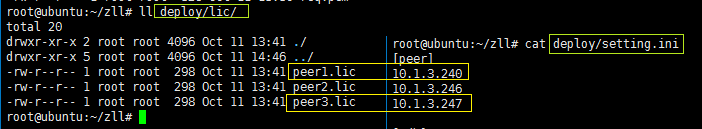 root@ubuntu:~/zll# ll deploy/lic/
total 20
drwxr-xr-x 2 root root 4096 Oct 11 13:41 ./
drwxr-xr-x 5 root root 4096 Oct 11 14:46 ../
-rw-r--r-- 1 root root  298 Oct 11 13:41 peer1.lic
-rw-r--r-- 1 root root  298 Oct 11 13:41 peer2.lic
-rw-r--r-- 1 root root  298 Oct 11 13:41 peer3.lic
root@ubuntu:~/zll#
root@ubuntu:~/zll# cat deploy/setting.ini
[peer]
10.1.3.240
10.1.3.246
10.1.3.247